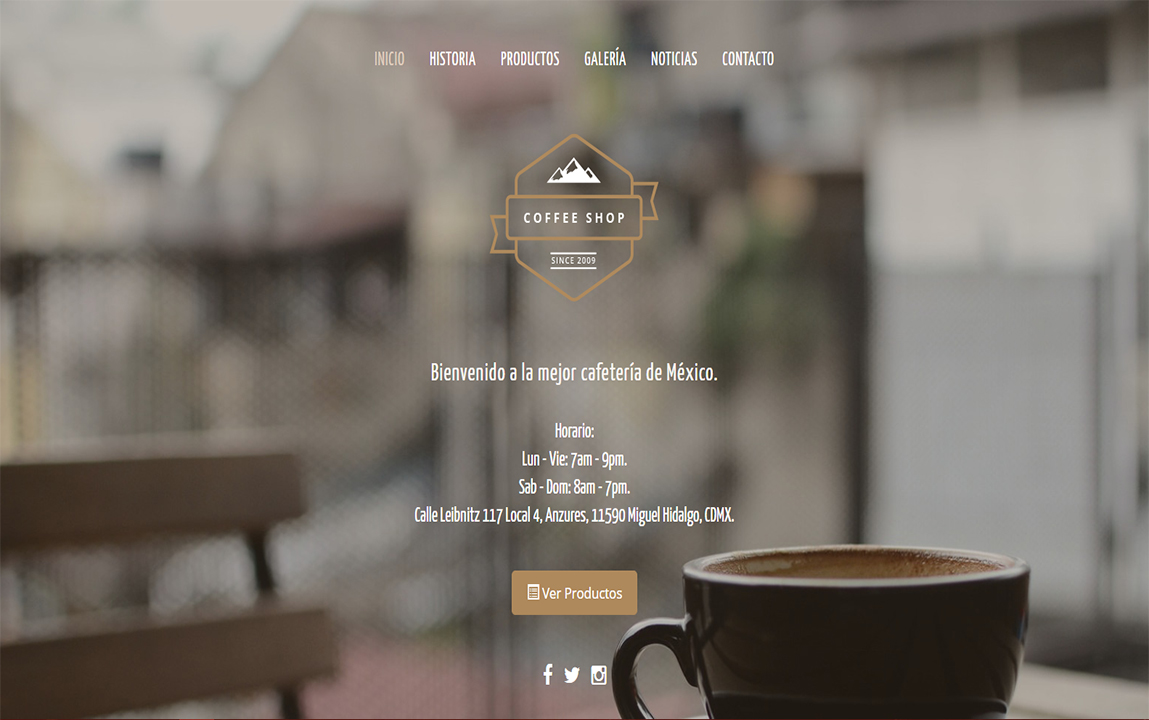 INICIO HISTORIA PRODUCTOS GALERÍA NOTICIAS CONTACTO
COFFEE SHOP
SINCE 2009
Bienvenido a la mejor cafetería de México.
Horario:
Lun - Vie: 7am - 9pm.
Sab - Dom: 8am - 7pm.
Calle Leibnitz 117 Local 4, Anzures, 11590 Miguel Hidalgo, CDMX.
Ver Productos